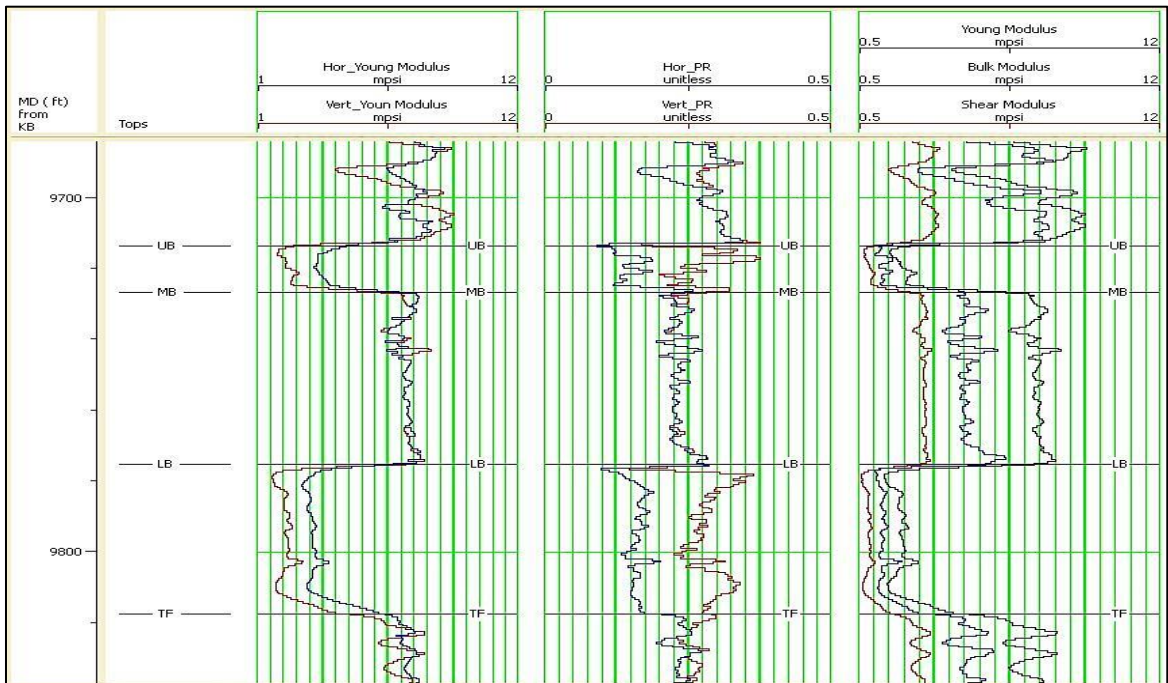 Young Modulus
0.5 mpsi 12
Hor_Young Modulus
1 mpsi 12
Hor_PR
0 unitless 0.5
Bulk Modulus
0.5 mpsi 12
MD ( ft)
from
KB
Tops
Vert_Youn Modulus
1 mpsi 12
Vert_PR
0 unitless 0.5
Shear Modulus
0.5 mpsi 12
9700
UB UB UB UB
MB MB MB MB
LB LB LB LB
9800
TF TF TF TF